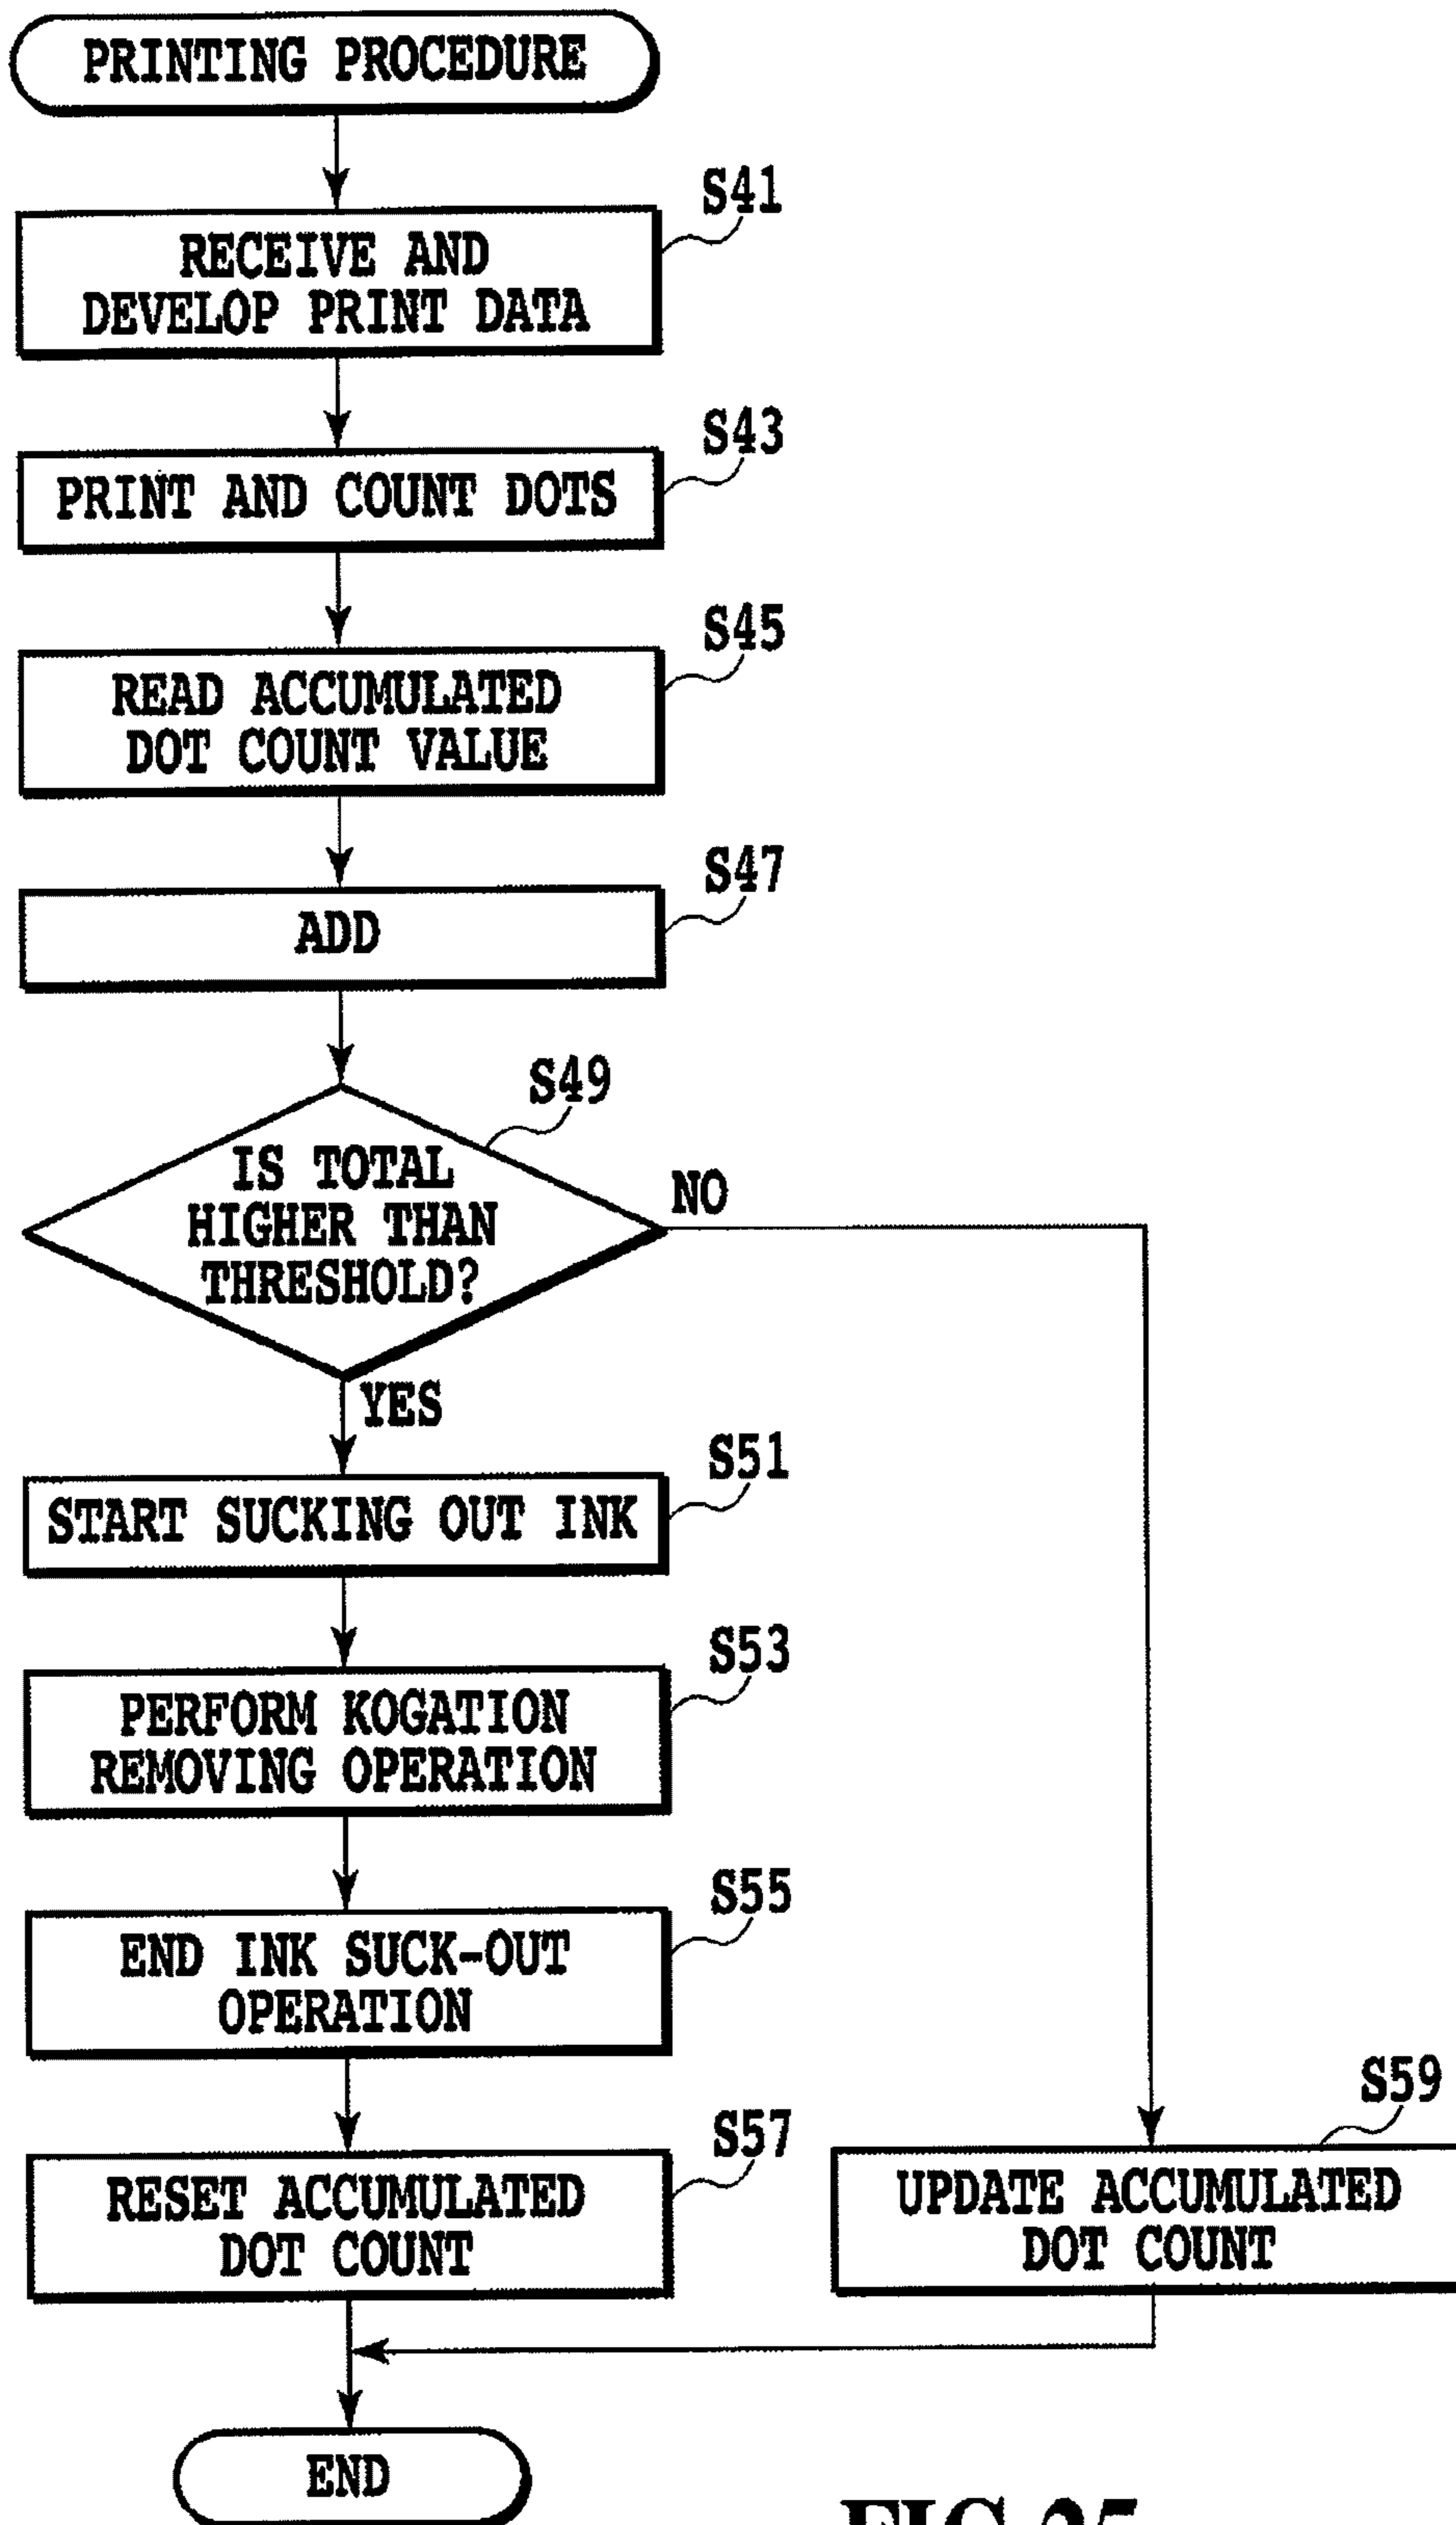 PRINTING PROCEDURE
S41
RECEIVE AND
DEVELOP PRINT DATA
S43
PRINT AND COUNT DOTS
S45
READ ACCUMULATED
DOT COUNT VALUE
S47
ADD
S49
IS TOTAL
HIGHER THAN
THRESHOLD?
NO
YES
S51
START SUCKING OUT INK
S53
PERFORM KOGATION
REMOVING OPERATION
S55
END INK SUCK-OUT
OPERATION
S57
RESET ACCUMULATED
DOT COUNT
S59
UPDATE ACCUMULATED
DOT COUNT
END